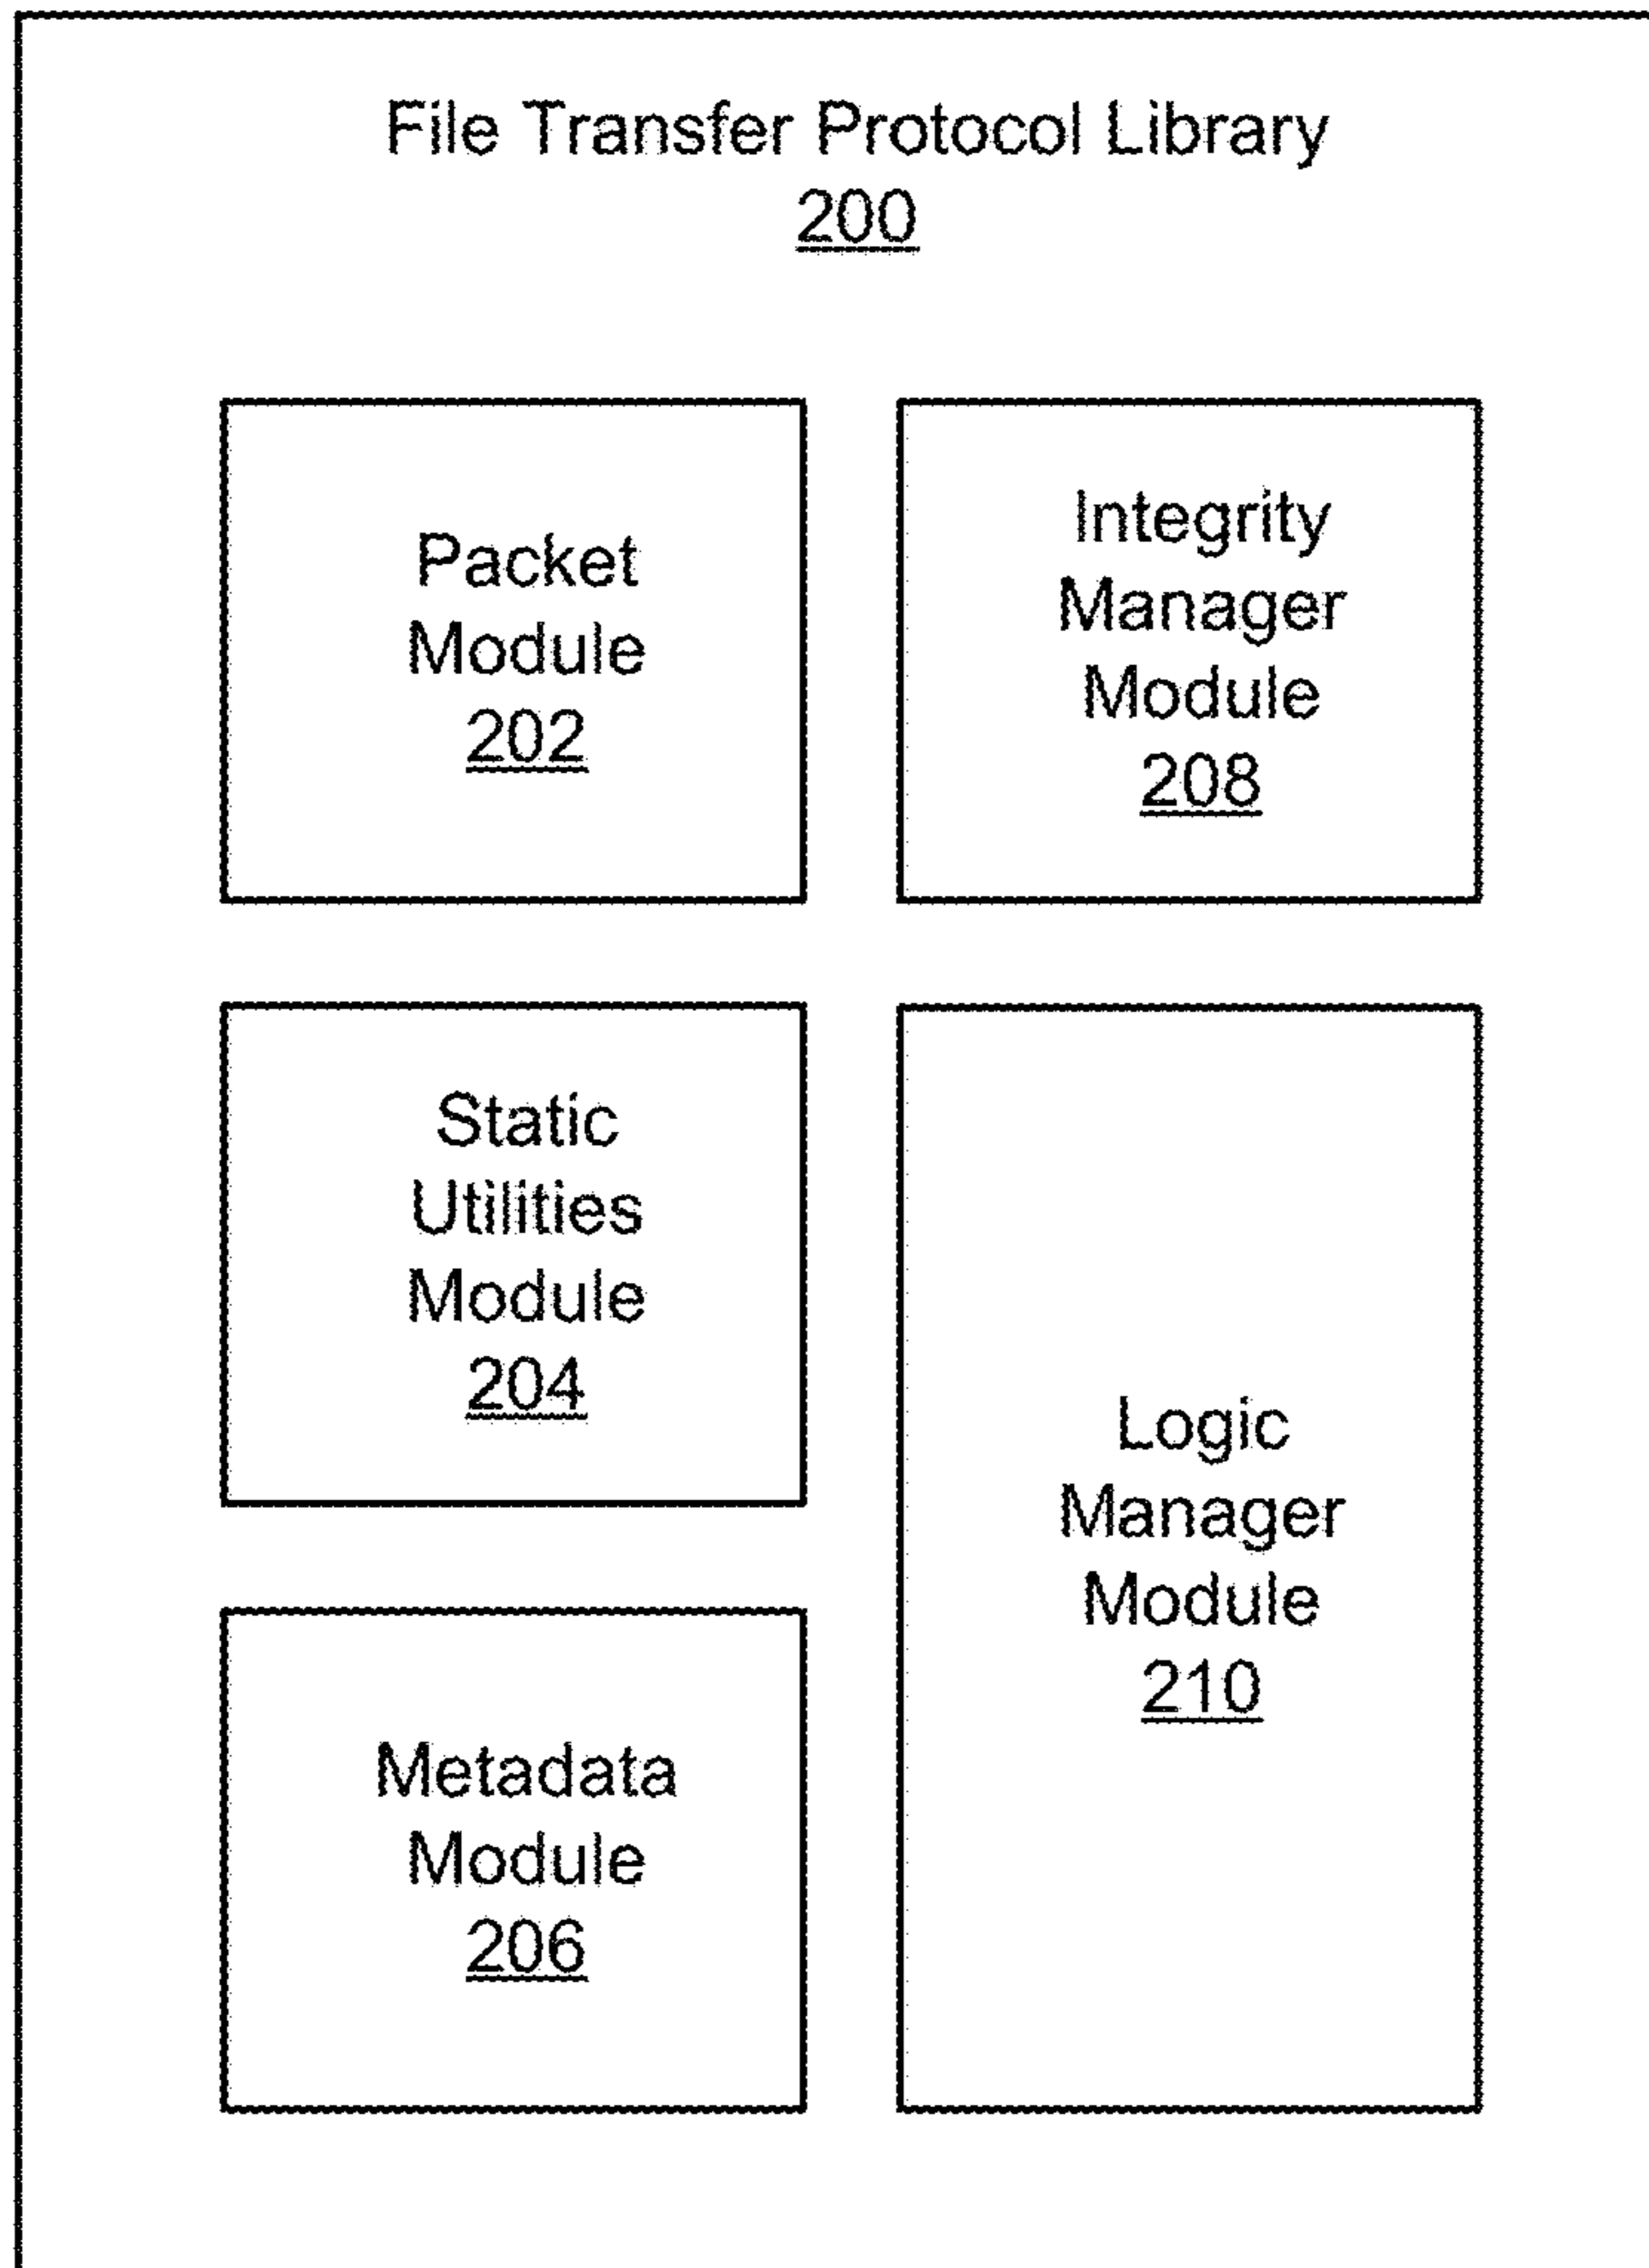 File Transfer Protocol Library
200
Packet
Module
202
Integrity
Manager
Module
208
Static
Utilities
Module
204
Logic
Manager
Module
210
Metadata
Module
206